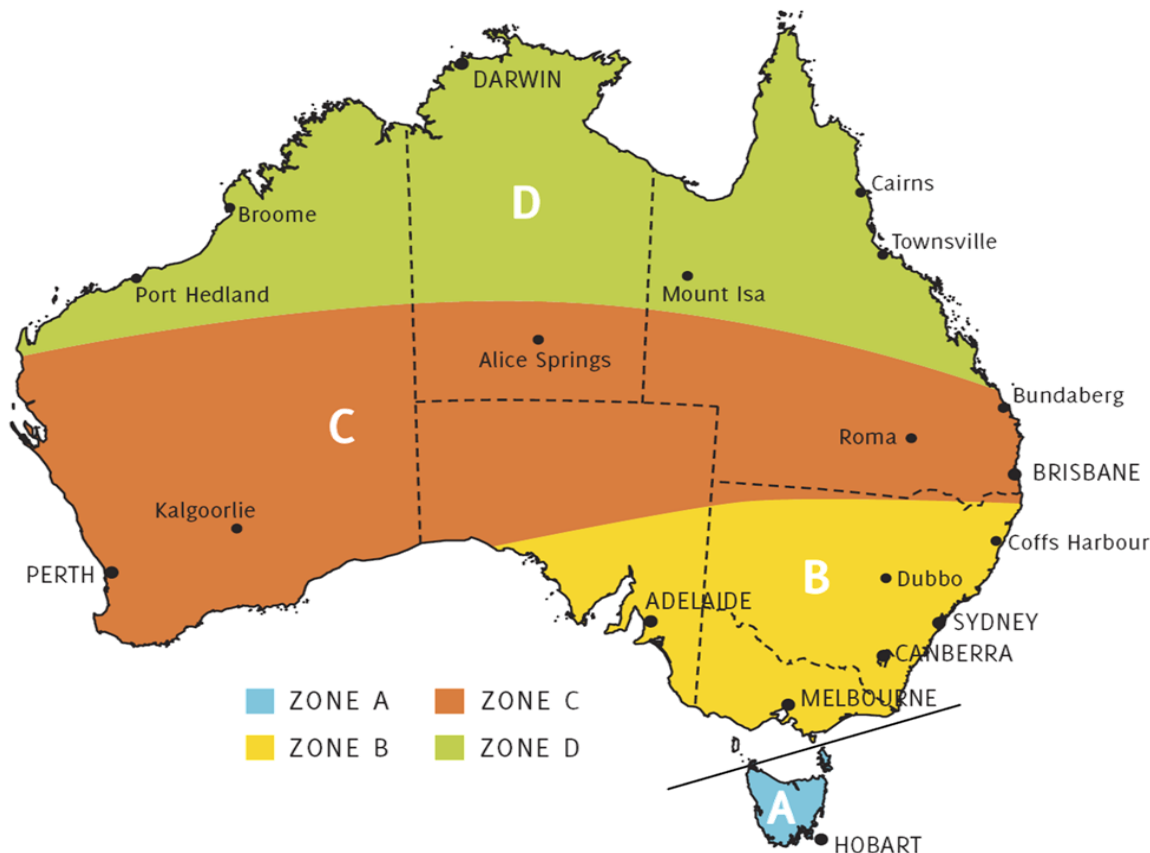 DARWIN
Cairns
D
Broome
Townsville
Port Hedland
Mount Isa
Alice Springs
Bundaberg
C
Roma
BRISBANE
Kalgoorlie
Coffs Harbour
PERTH
B
Dubbo
ADELAIDE
SYDNEY
CANBERRA
MELBOURNE
ZONE A
ZONE C
ZONE B
ZONE D
A
HOBART